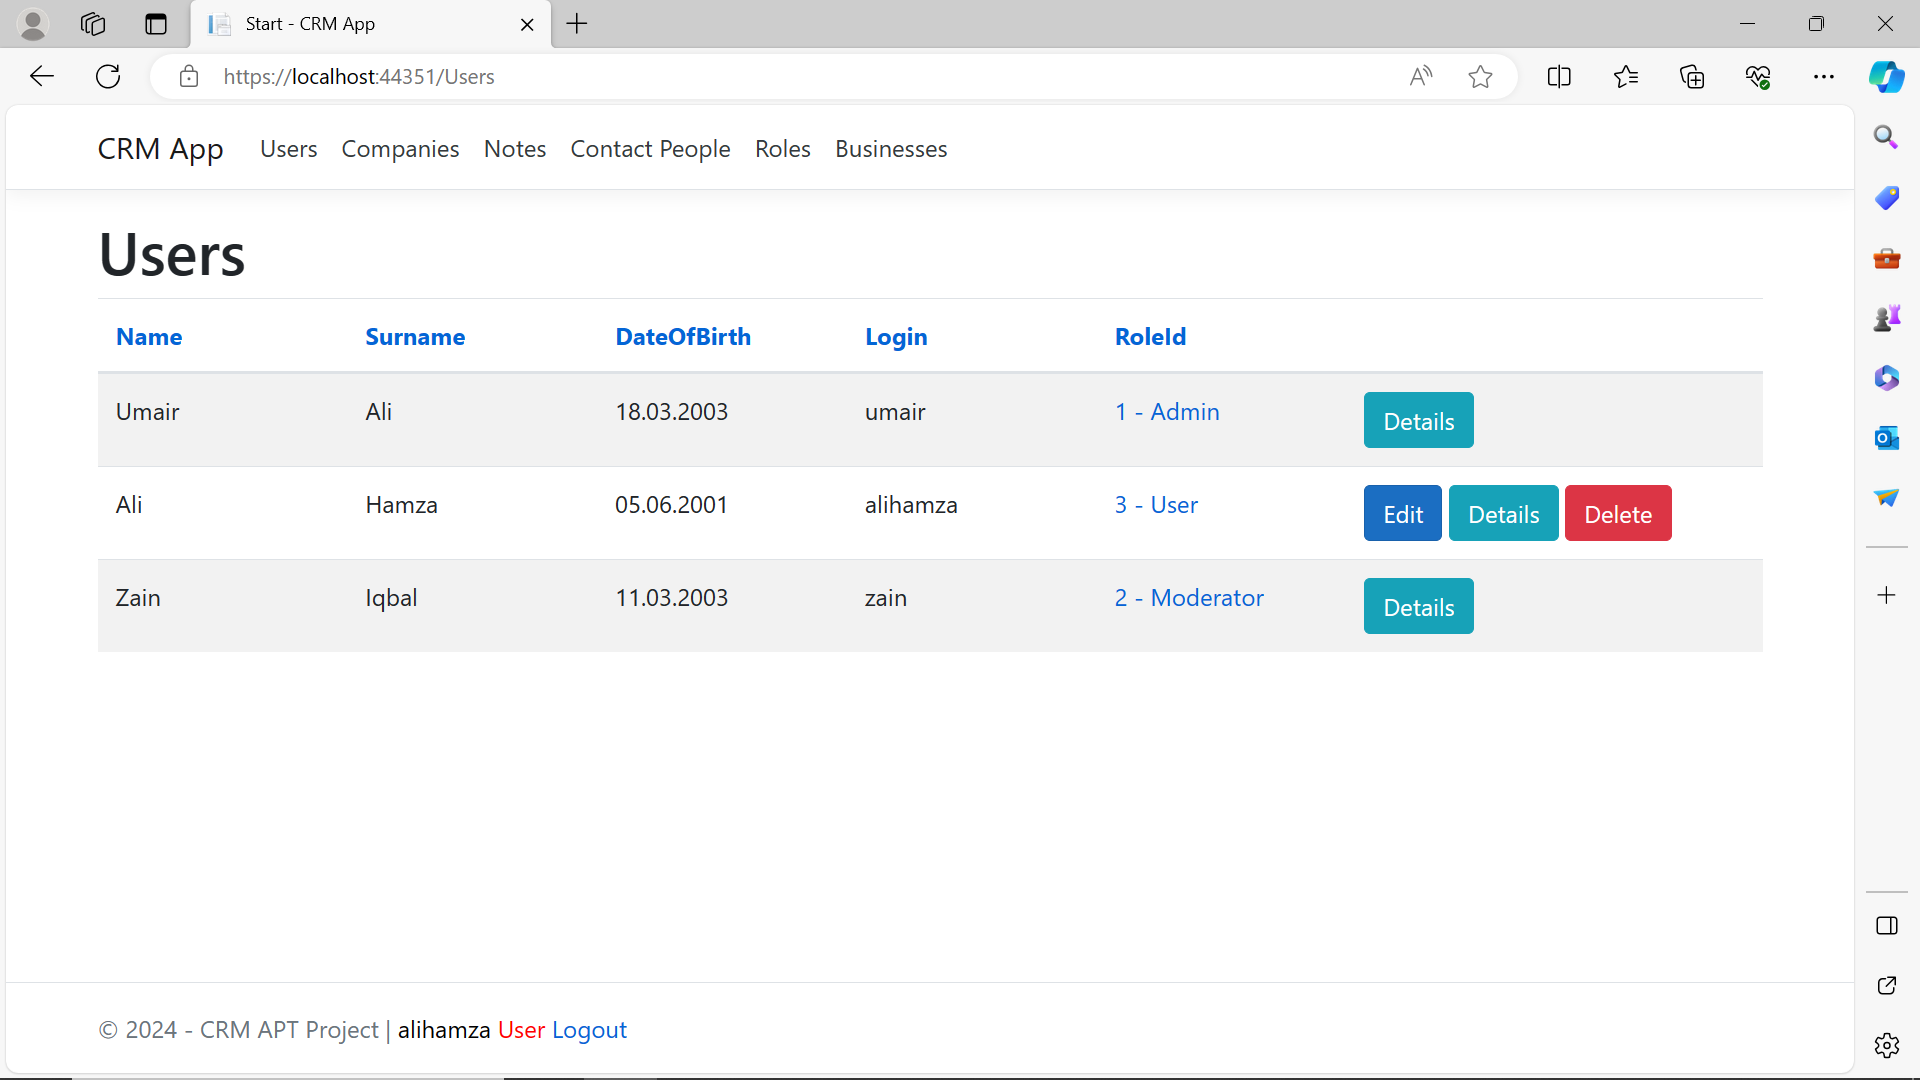 Start - CRM App
https://localhost:44351/Users
CRM App Users Companies Notes Contact People Roles Businesses
Users
Name Surname DateOfBirth Login RoleId
Umair Ali 18.03.2003 umair 1 - Admin Details
Ali Hamza 05.06.2001 alihamza 3 - User Edit Details Delete
Zain Iqbal 11.03.2003 zain 2 - Moderator Details
© 2024 - CRM APT Project | alihamza User Logout